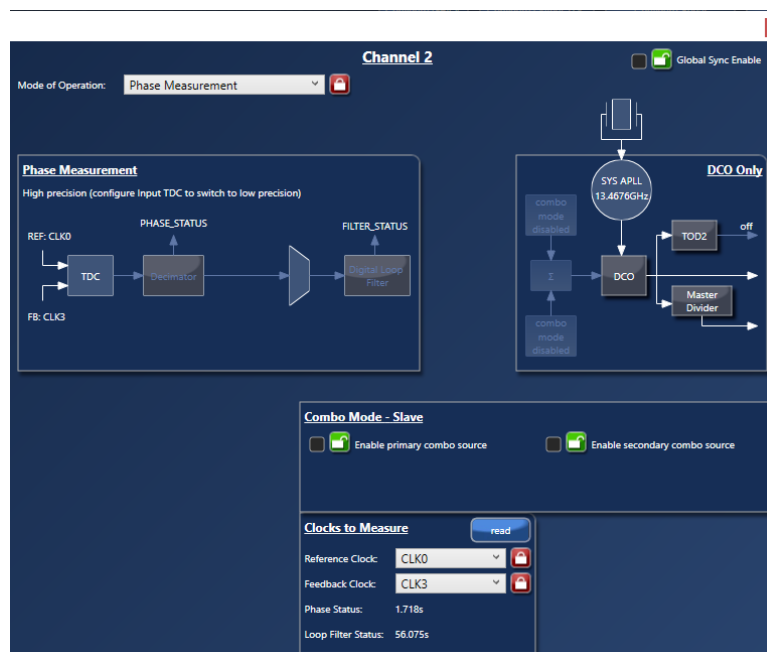 Channel 2
Global Sync Enable
Mode of Operation: Phase Measurement
Phase Measurement
High precision (configure Input TDC to switch to low precision)
PHASE_STATUS
FILTER_STATUS
REF: CLK0
TDC
Decimator
Digital Loop
Filter
FB: CLK3
DCO Only
SYS APLL
13.4676GHz
combo
mode
disabled
TOD2
off
Σ
DCO
Master
Divider
combo
mode
disabled
Combo Mode - Slave
Enable primary combo source
Enable secondary combo source
Clocks to Measure
read
Reference Clock: CLK0
Feedback Clock: CLK3
Phase Status: 1.718s
Loop Filter Status: 56.075s